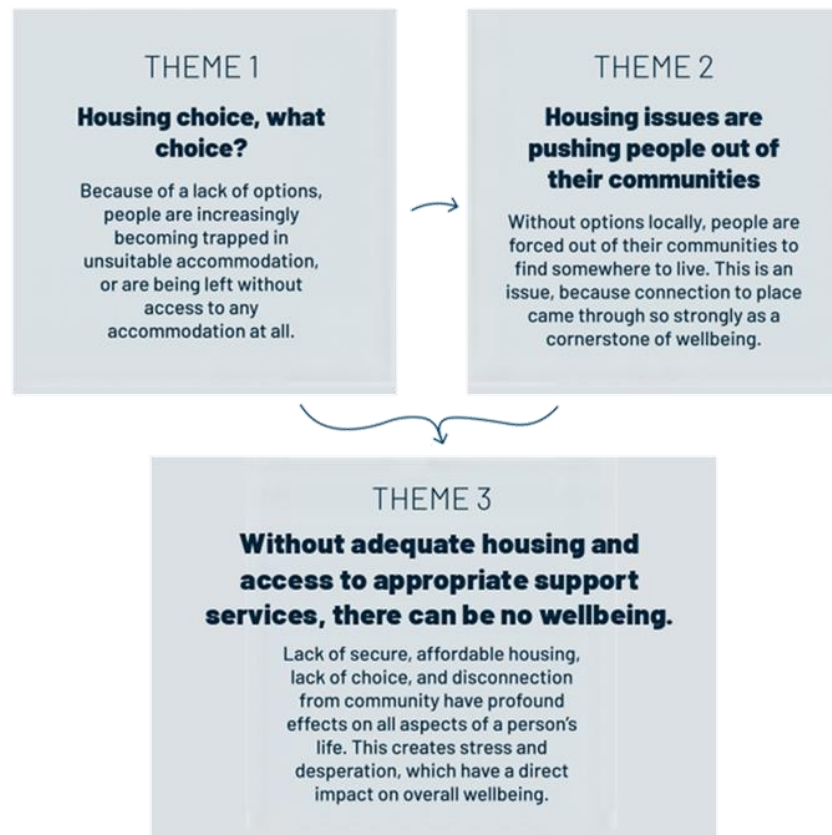 THEME 1
Housing choice, what
choice?
Because of a lack of options,
people are increasingly
becoming trapped in
unsuitable accommodation,
or are being left without
access to any
accommodation at all.
THEME 2
Housing issues are
pushing people out of
their communities
Without options locally, people are
forced out of their communities to
find somewhere to live. This is an
issue, because connection to place
came through so strongly as a
cornerstone of wellbeing.
THEME 3
Without adequate housing and
access to appropriate support
services, there can be no wellbeing.
Lack of secure, affordable housing,
lack of choice, and disconnection
from community have profound
effects on all aspects of a person's
life. This creates stress and
desperation, which have a direct
impact on overall wellbeing.